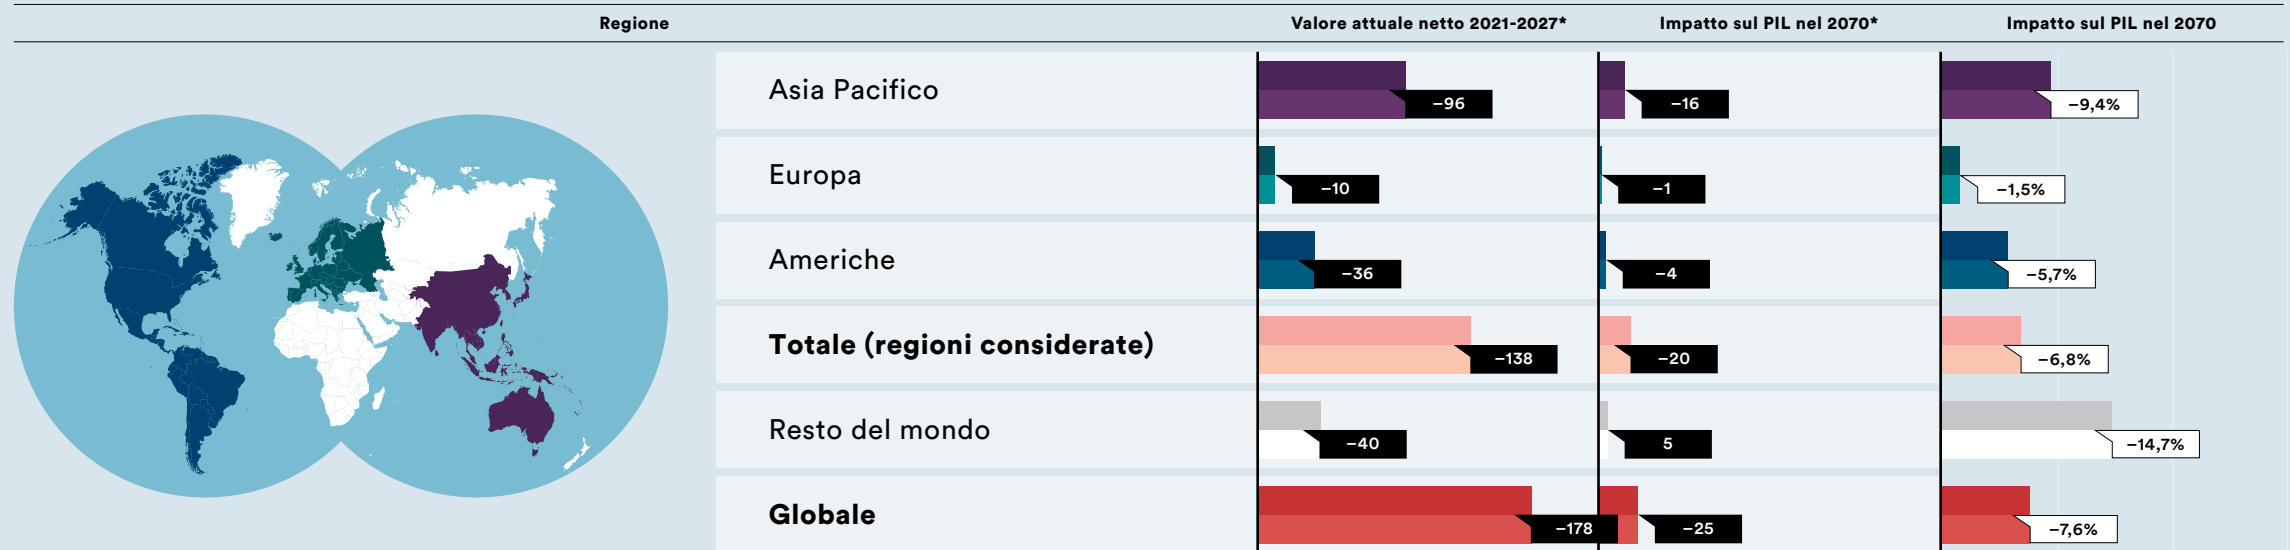 Regione Valore attuale netto 2021-2027* Impatto sul PIL nel 2070* Impatto sul PIL nel 2070
Asia Pacifico −96 −16 −9,4%
Europa −10 −1 −1,5%
Americhe −36 −4 −5,7%
Totale (regioni considerate) −138 −20 −6,8%
Resto del mondo −40 5 −14,7%
Globale −178 −25 −7,6%